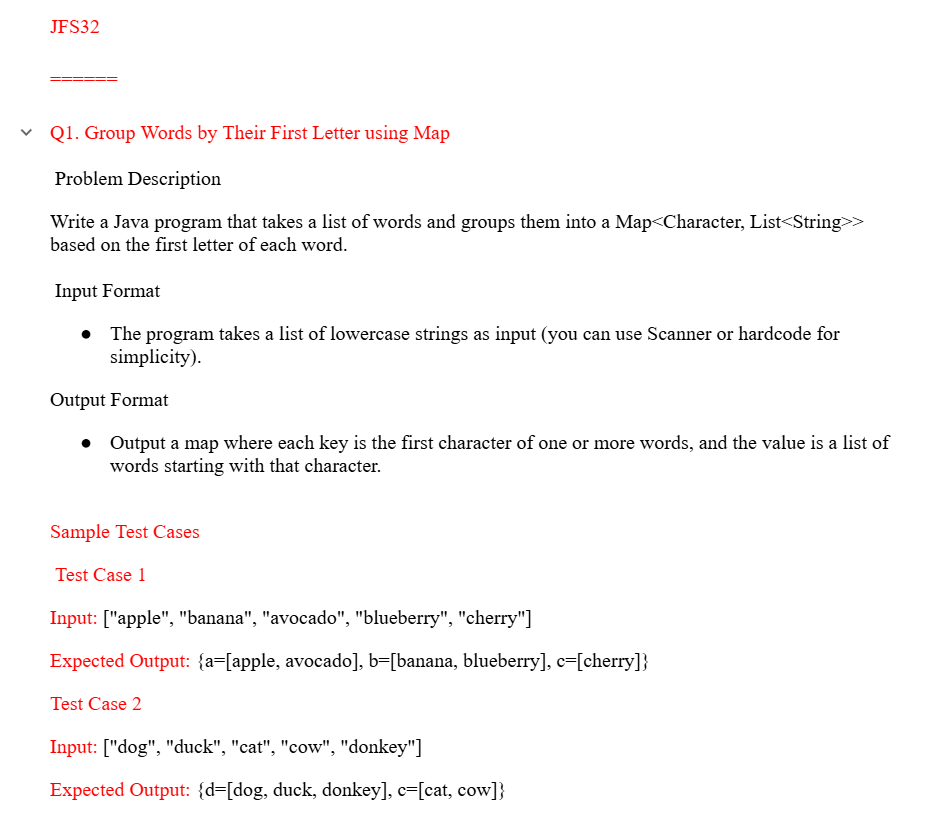 JFS32
======
Q1. Group Words by Their First Letter using Map
Problem Description
Write a Java program that takes a list of words and groups them into a Map<Character, List<String>>
based on the first letter of each word.
Input Format
● The program takes a list of lowercase strings as input (you can use Scanner or hardcode for
simplicity).
Output Format
● Output a map where each key is the first character of one or more words, and the value is a list of
words starting with that character.
Sample Test Cases
Test Case 1
Input: ["apple", "banana", "avocado", "blueberry", "cherry"]
Expected Output: {a=[apple, avocado], b=[banana, blueberry], c=[cherry]}
Test Case 2
Input: ["dog", "duck", "cat", "cow", "donkey"]
Expected Output: {d=[dog, duck, donkey], c=[cat, cow]}